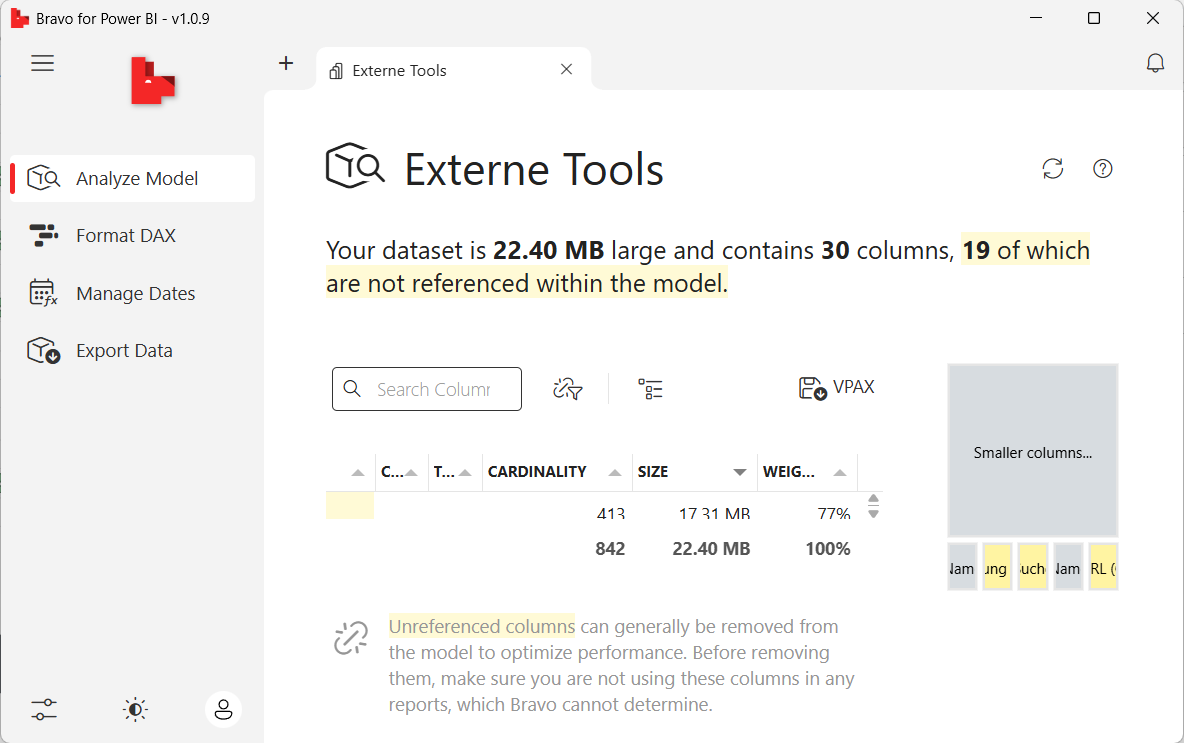 Bravo for Power BI - v1.0.9
Externe Tools
Analyze Model
Format DAX
Manage Dates
Export Data
Externe Tools
Your dataset is 22.40 MB large and contains 30 columns, 19 of which
are not referenced within the model.
Search Column
VPAX
C... T... CARDINALITY SIZE WEIG...
413 17.31 MB 77%
842 22.40 MB 100%
Smaller columns...
Nam ung uch Nam RL (
Unreferenced columns can generally be removed from
the model to optimize performance. Before removing
them, make sure you are not using these columns in any
reports, which Bravo cannot determine.